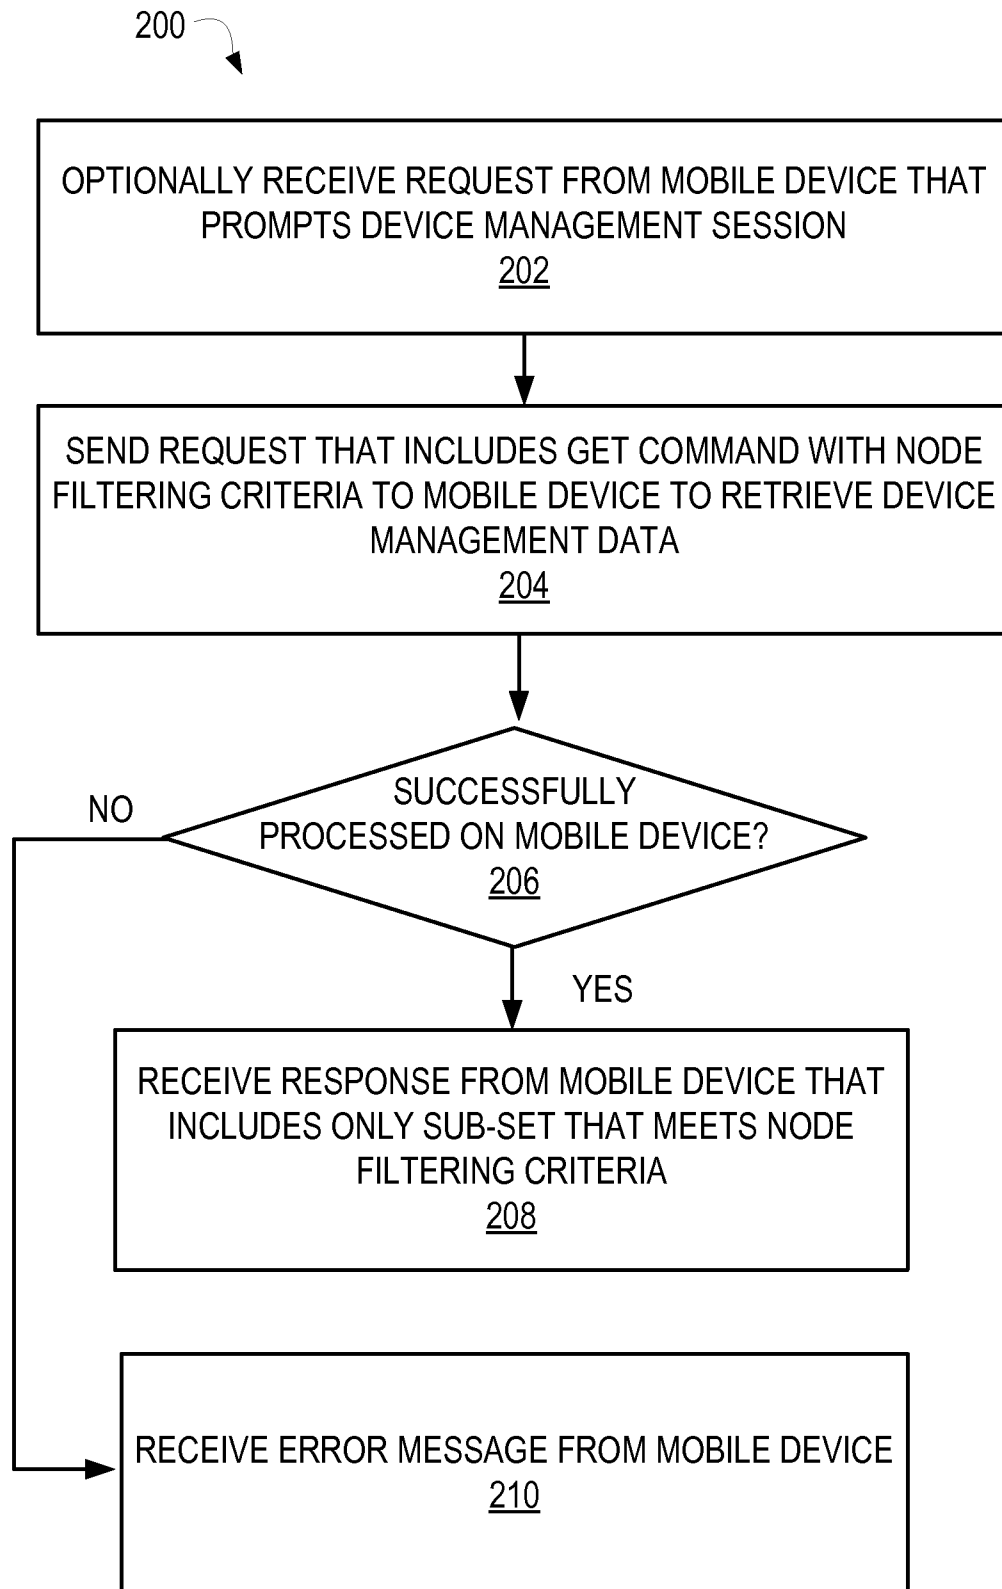 200
OPTIONALLY RECEIVE REQUEST FROM MOBILE DEVICE THAT
PROMPTS DEVICE MANAGEMENT SESSION
202
SEND REQUEST THAT INCLUDES GET COMMAND WITH NODE
FILTERING CRITERIA TO MOBILE DEVICE TO RETRIEVE DEVICE
MANAGEMENT DATA
204
SUCCESSFULLY
PROCESSED ON MOBILE DEVICE?
206
NO
YES
RECEIVE RESPONSE FROM MOBILE DEVICE THAT
INCLUDES ONLY SUB-SET THAT MEETS NODE
FILTERING CRITERIA
208
RECEIVE ERROR MESSAGE FROM MOBILE DEVICE
210